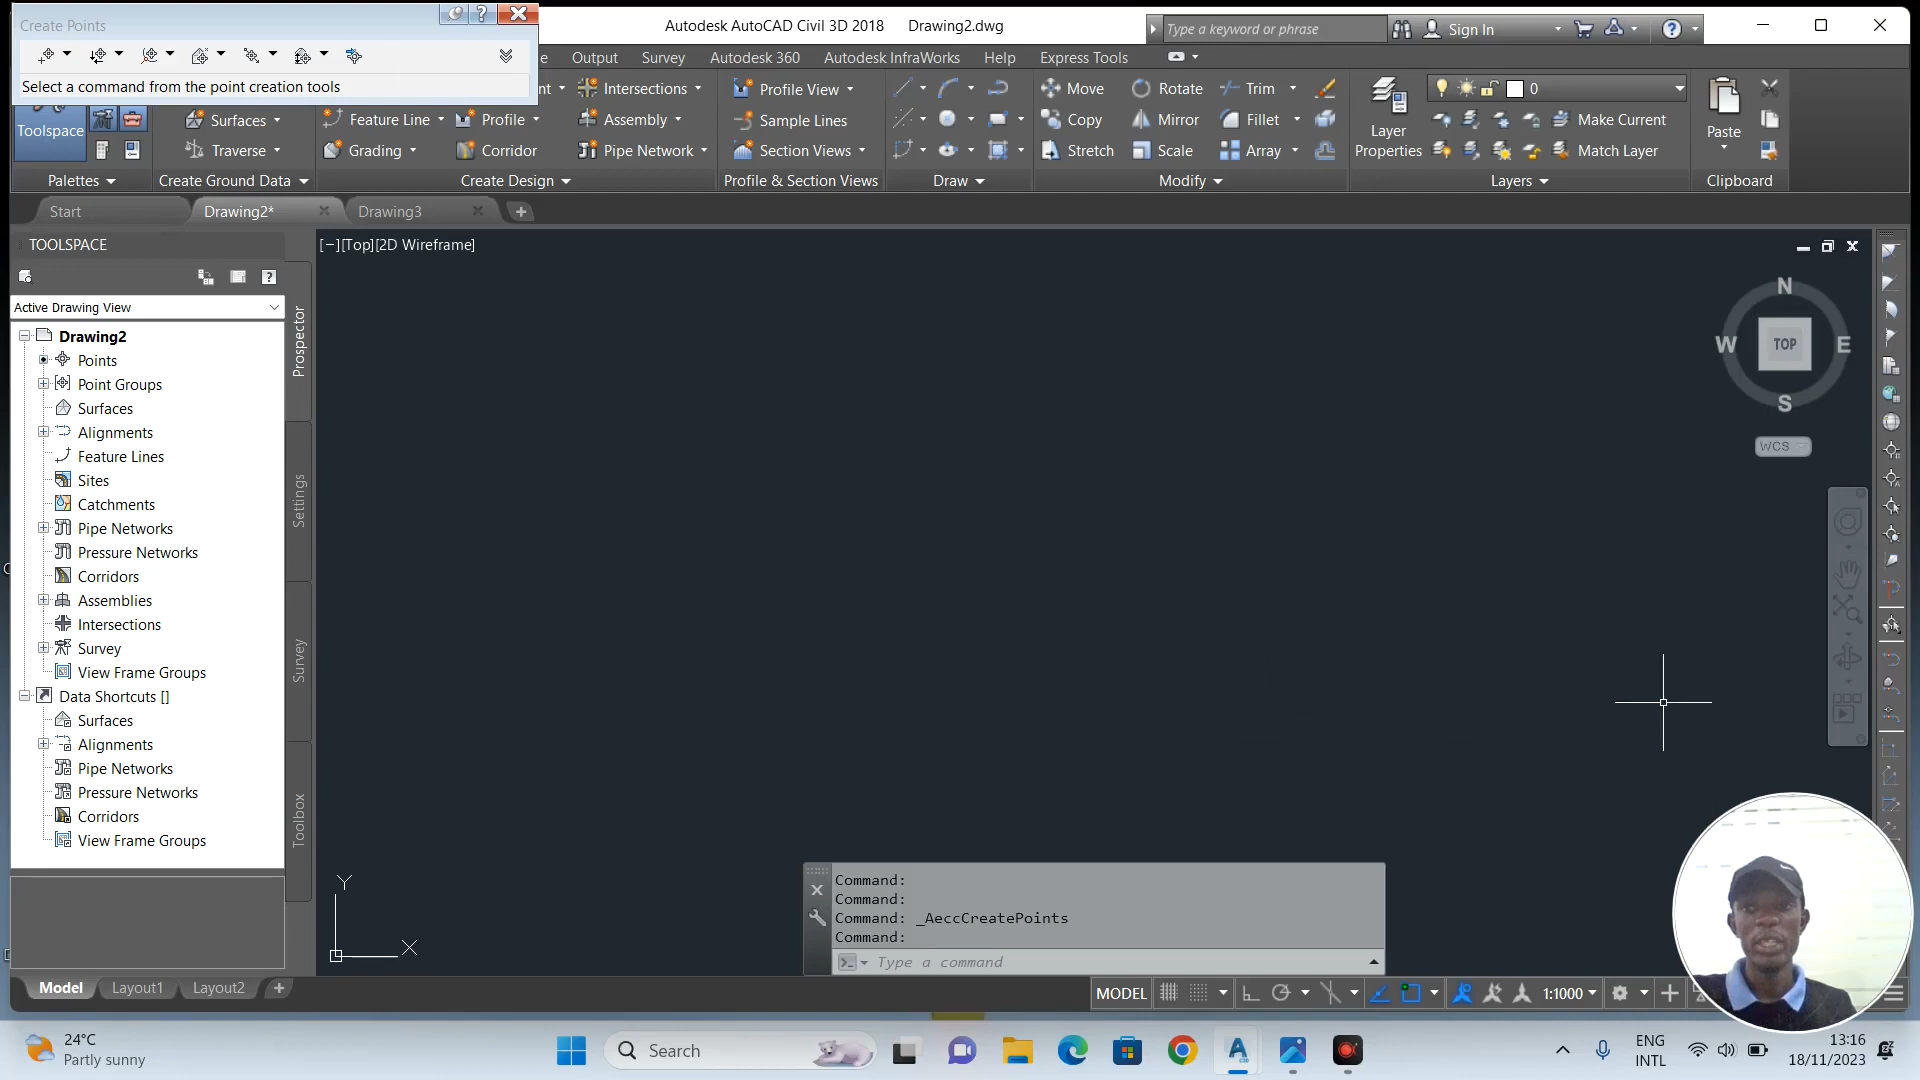 Create Points
Select a command from the point creation tools
Autodesk AutoCAD Civil 3D 2018 Drawing2.dwg
Type a keyword or phrase
Sign In
Output Survey Autodesk 360 Autodesk InfraWorks Help Express Tools
Toolspace
Palettes
Surfaces
Traverse
Create Ground Data
Feature Line
Grading
Profile
Corridor
Intersections
Assembly
Pipe Network
Create Design
Profile View
Sample Lines
Section Views
Profile & Section Views
Draw
Move Rotate Trim
Copy Mirror Fillet
Stretch Scale Array
Modify
Layer
Properties
0
Make Current
Match Layer
Layers
Paste
Clipboard
Start Drawing2* Drawing3
TOOLSPACE
Active Drawing View
Drawing2
Points
Point Groups
Surfaces
Alignments
Feature Lines
Sites
Catchments
Pipe Networks
Pressure Networks
Corridors
Assemblies
Intersections
Survey
View Frame Groups
Data Shortcuts []
Surfaces
Alignments
Pipe Networks
Pressure Networks
Corridors
View Frame Groups
Prospector
Settings
Survey
Toolbox
[−][Top][2D Wireframe]
N
W TOP E
S
WCS
Y
X
Command:
Command:
Command: _AeccCreatePoints
Command:
Type a command
Model Layout1 Layout2
MODEL 1:1000
24°C
Partly sunny
Search
ENG
INTL
13:16
18/11/2023